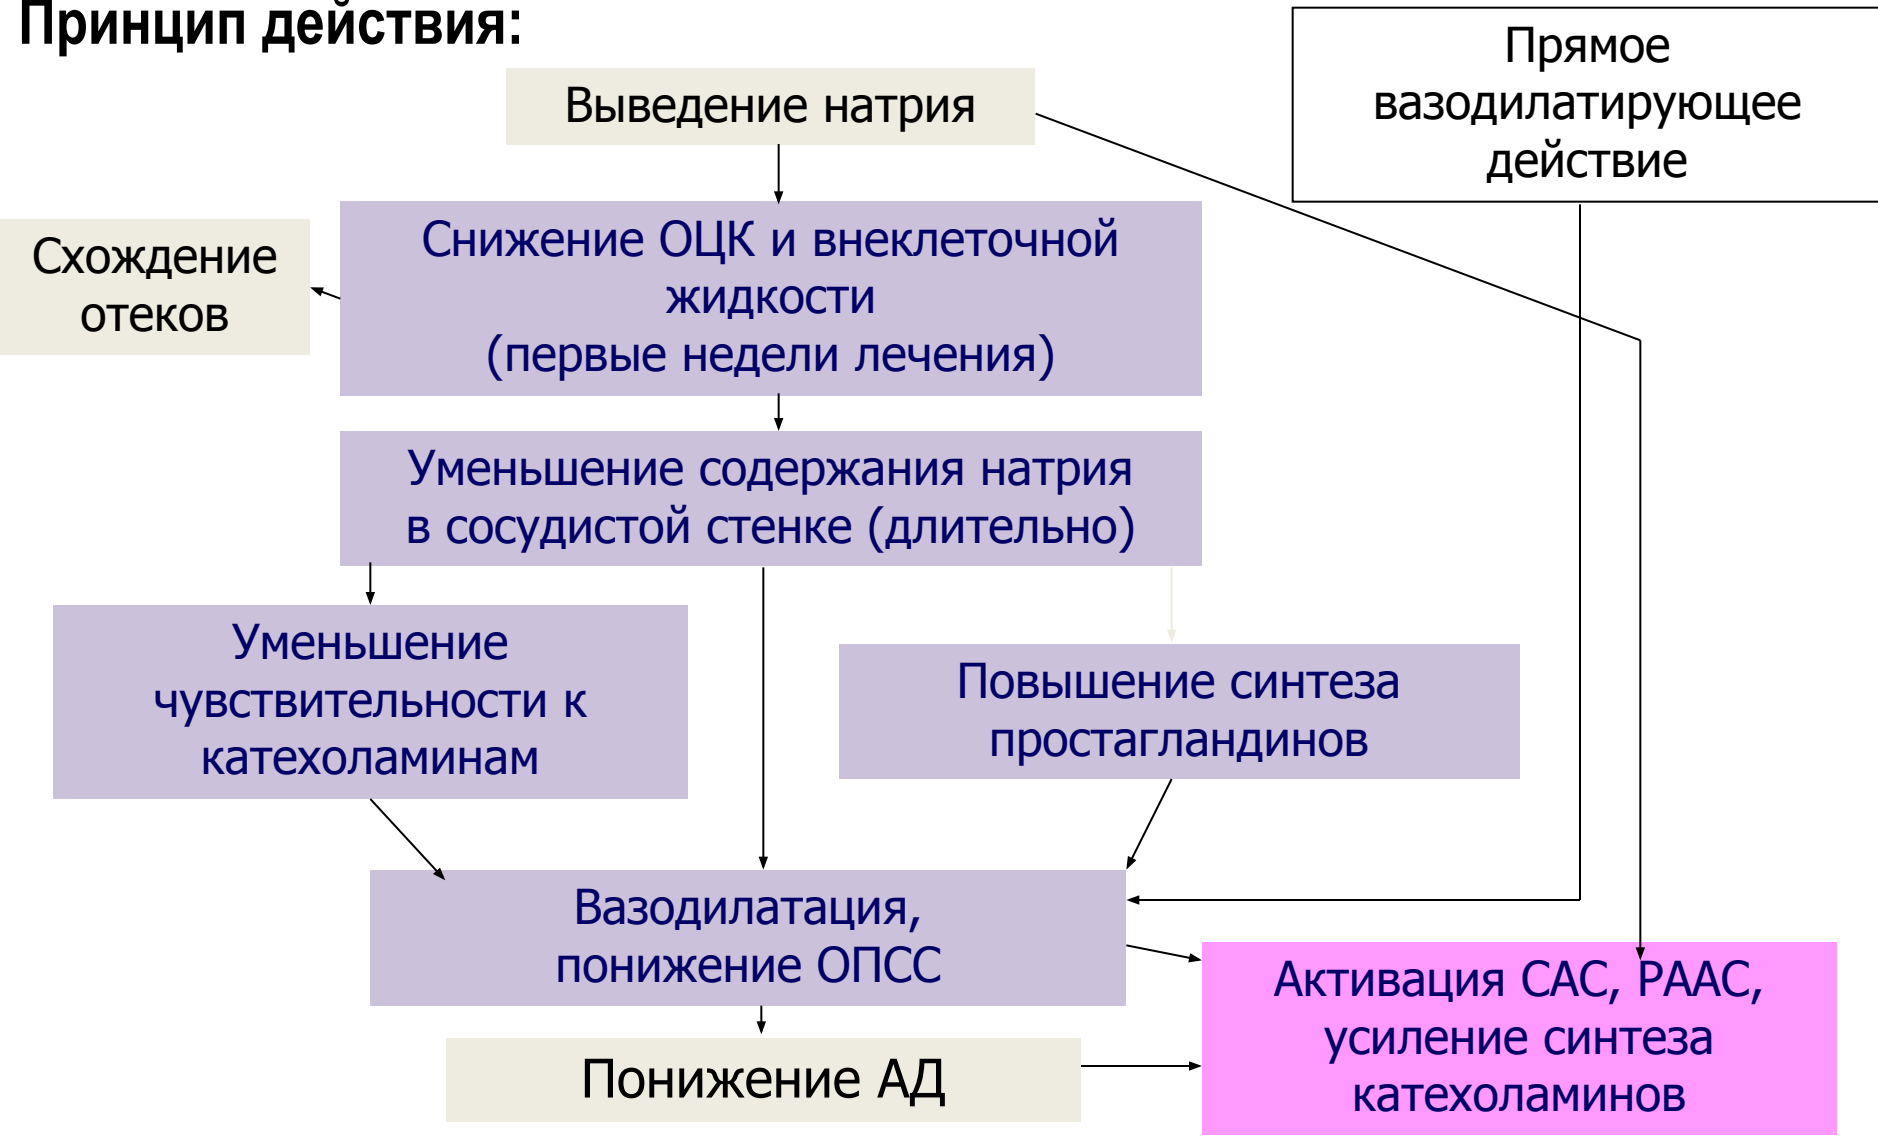 Принцип действия:
Прямое
вазодилатирующее
действие
Выведение натрия
Схождение
отеков
Снижение ОЦК и внеклеточной
жидкости
(первые недели лечения)
Уменьшение содержания натрия
в сосудистой стенке (длительно)
Уменьшение
чувствительности к
катехоламинам
Повышение синтеза
простагландинов
Вазодилатация,
понижение ОПСС
Активация САС, РААС,
усиление синтеза
катехоламинов
Понижение АД